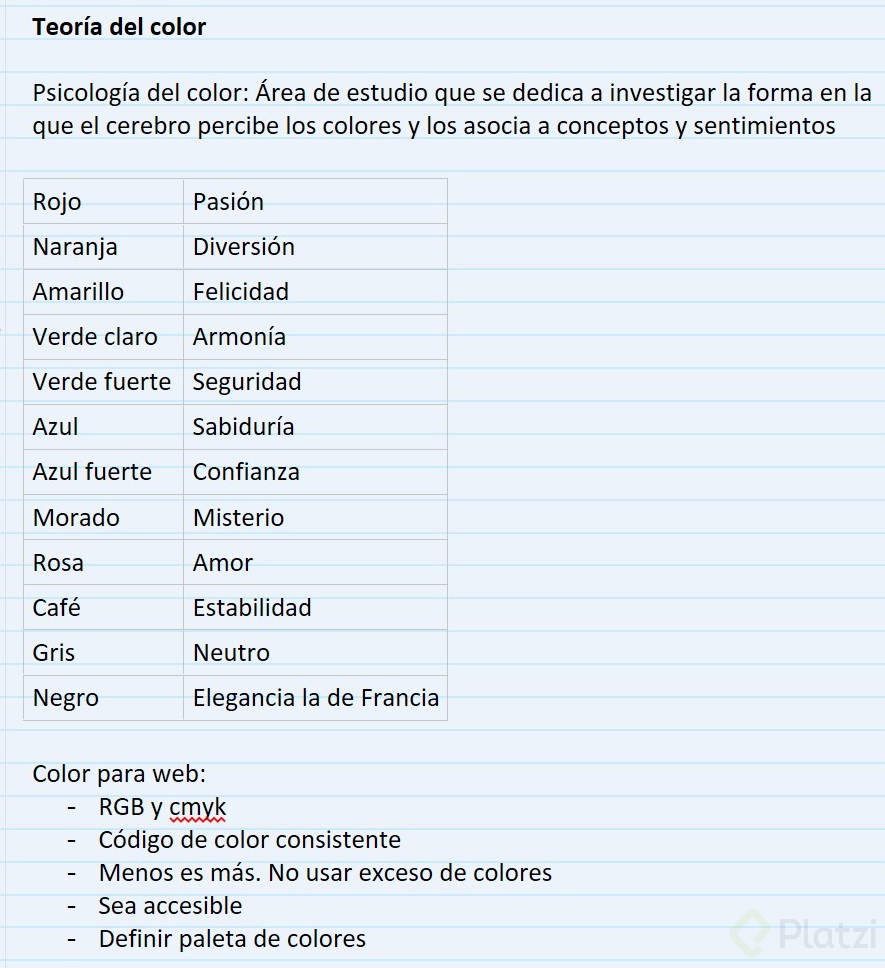 Teoría del color
Psicología del color: Área de estudio que se dedica a investigar la forma en la
que el cerebro percibe los colores y los asocia a conceptos y sentimientos
Rojo Pasión
Naranja Diversión
Amarillo Felicidad
Verde claro Armonía
Verde fuerte Seguridad
Azul Sabiduría
Azul fuerte Confianza
Morado Misterio
Rosa Amor
Café Estabilidad
Gris Neutro
Negro Elegancia la de Francia
Color para web:
- RGB y cmyk
- Código de color consistente
- Menos es más. No usar exceso de colores
- Sea accesible
- Definir paleta de colores
Platzi